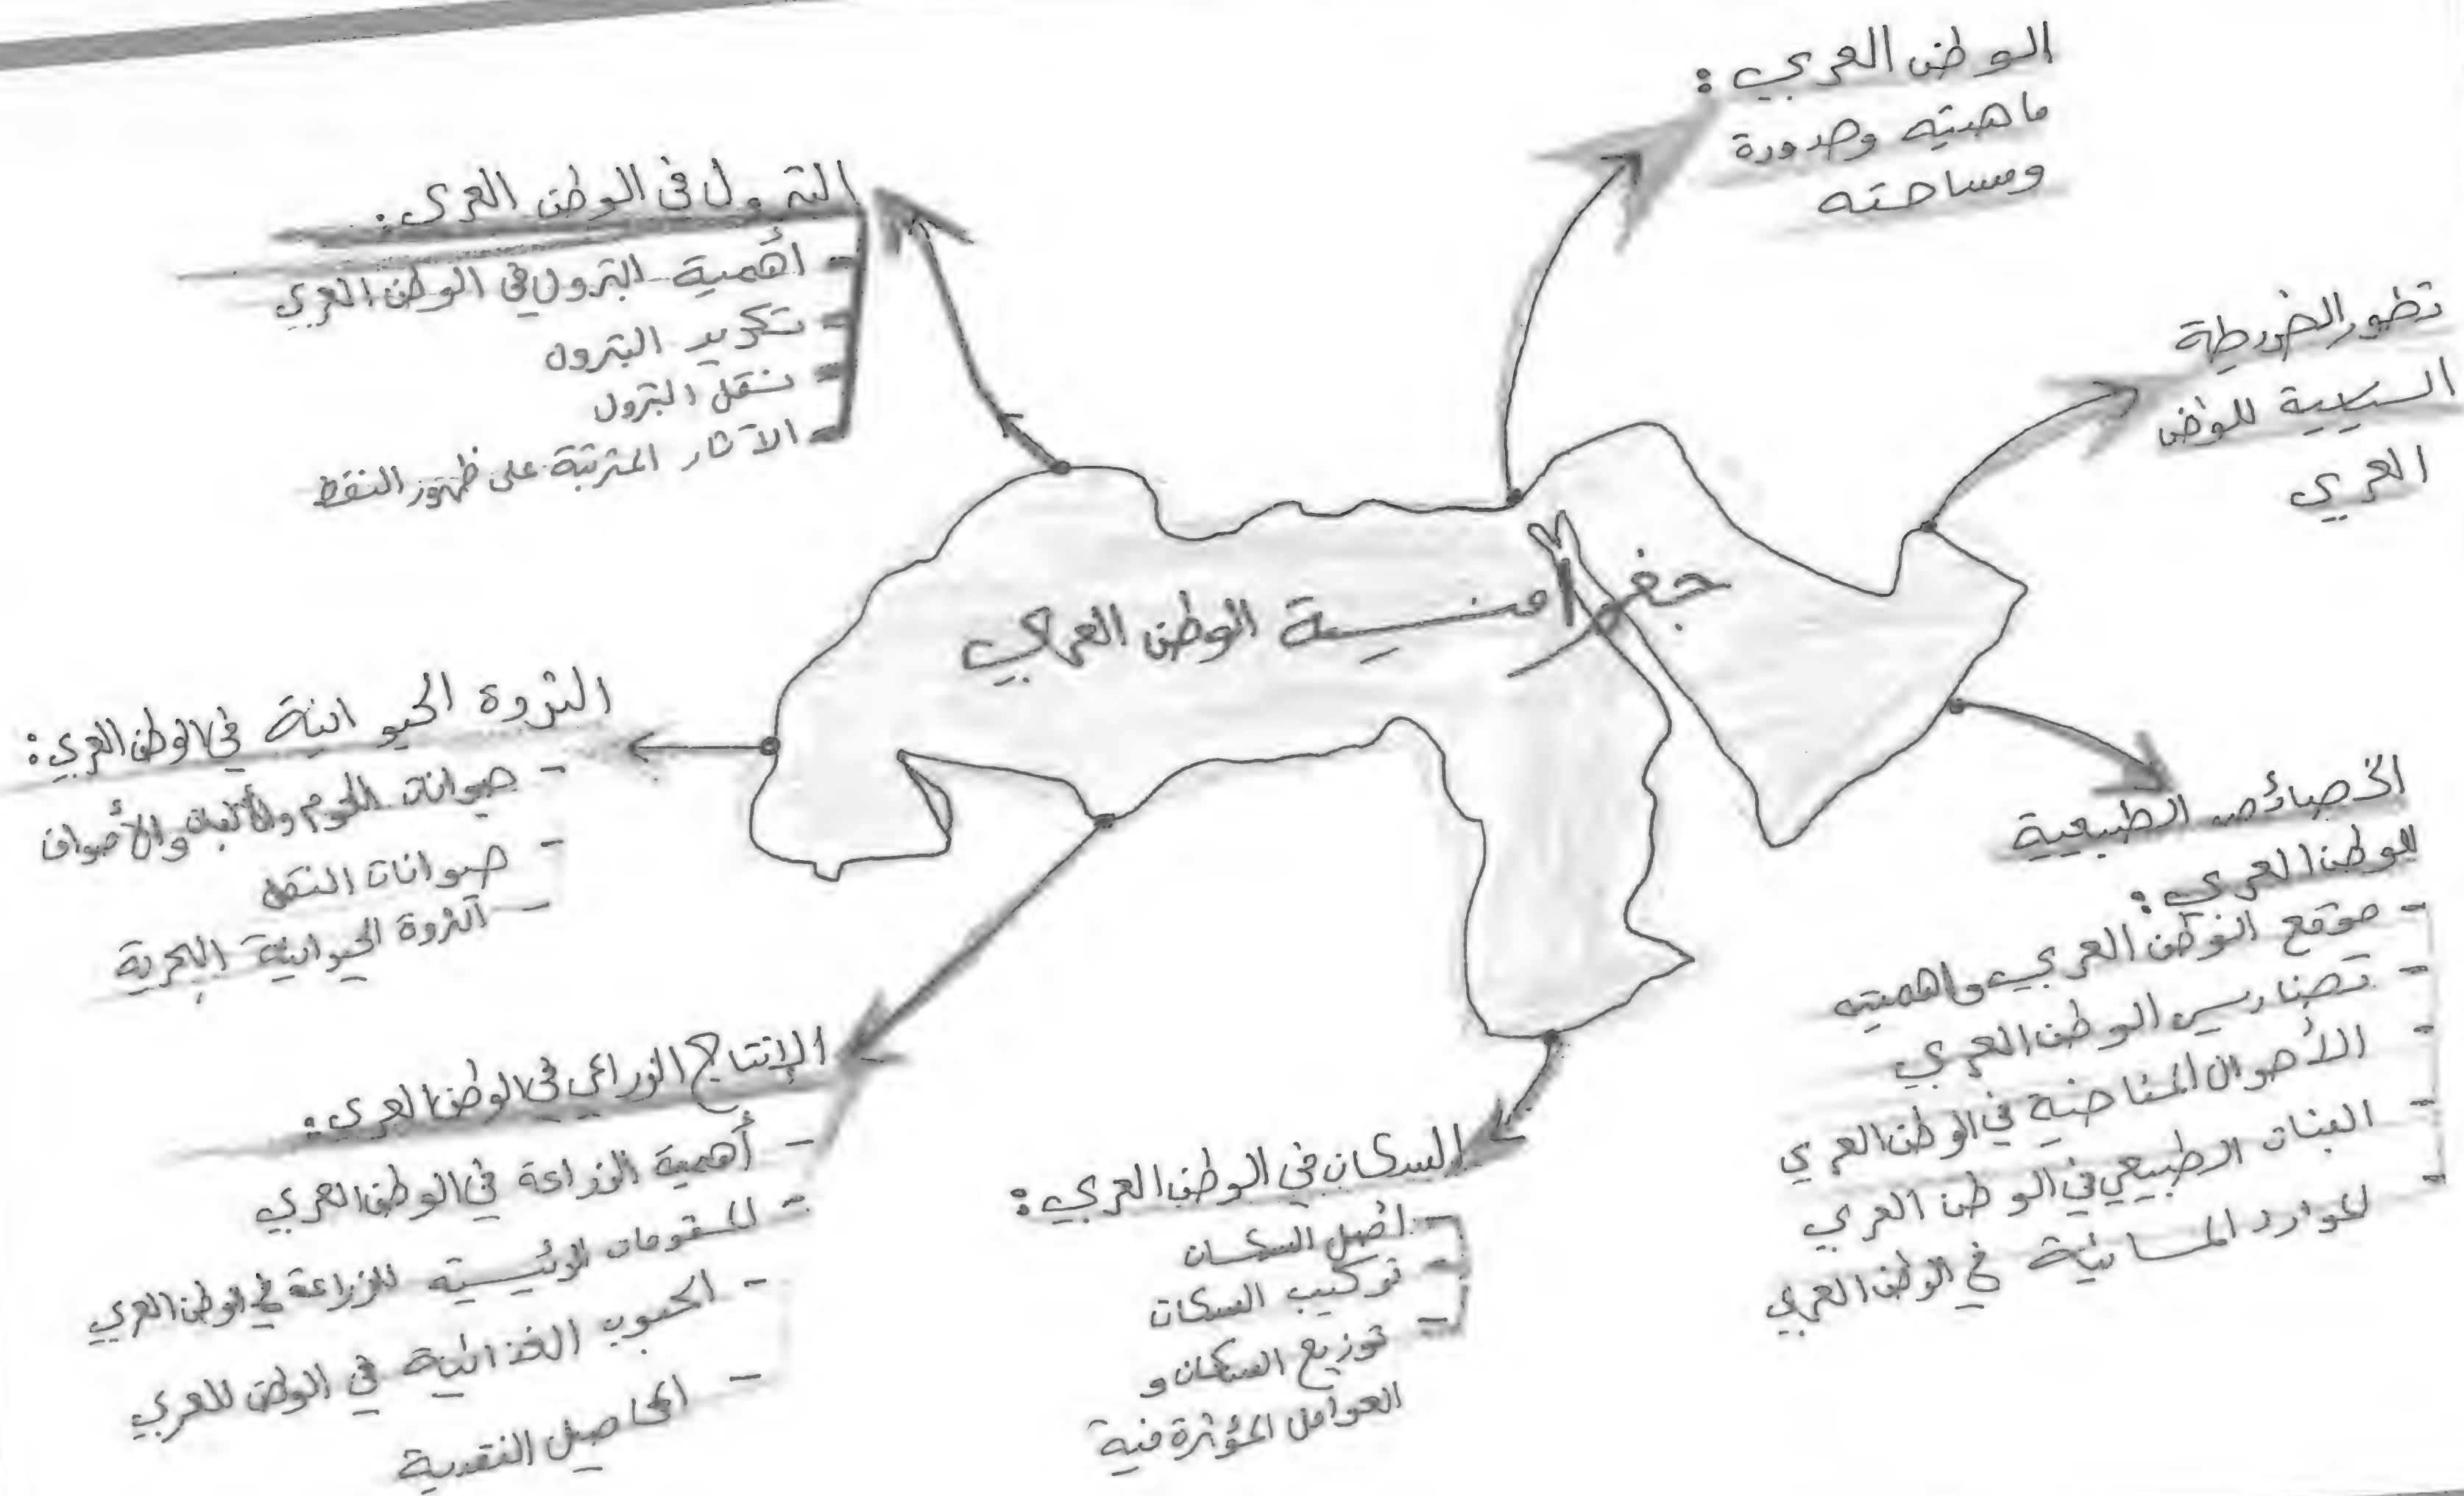 جغرافية الوطن العربي
الوطن العربي :
ماهيته وحدوده
ومساحته
تطور الخريطة
السياسية للوطن
العربي
الخصائص الطبيعية
للوطن العربي :
- موقع الوطن العربي واهميته
- تضاريس الوطن العربي
- الأحوال المناخية في الوطن العربي
- النبات الطبيعي في الوطن العربي
- الموارد المائية في الوطن العربي
السكان في الوطن العربي :
- أصل السكان
- تركيب السكان
- توزيع السكان و
العوامل المؤثرة فية
الإنتاج الزراعي في الوطن العربي :
- أهمية الزراعة في الوطن العربي
- المقومات الرئيسية للزراعة في الوطن العربي
- الحبوب الغذائية في الوطن العربي
- المحاصيل النقدية
الثروة الحيوانية في الوطن العربي :
- حيوانات اللحوم والألبان والأصواف
- حيوانات النقل
- الثروة الحيوانية البحرية
البترول في الوطن العربي :
- أهمية البترول في الوطن العربي
- تكرير البترول
- نقل البترول
- الآثار المترتبة على ظهور النفط